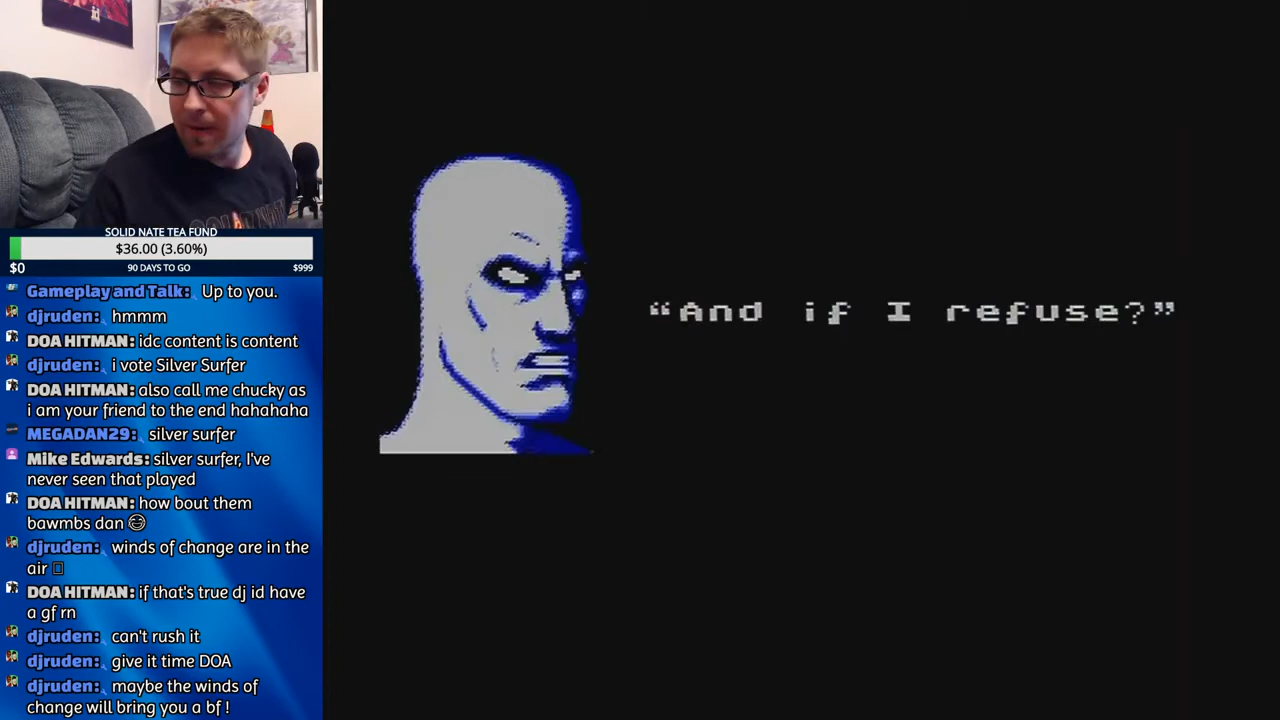 SOLID NATE TEA FUND
$36.00 (3.60%)
$0 90 DAYS TO GO $999
Gameplay and Talk: Up to you.
djruden: hmmm
DOA HITMAN: idc content is content
djruden: i vote Silver Surfer
DOA HITMAN: also call me chucky as
i am your friend to the end hahahaha
MEGADAN29: silver surfer
Mike Edwards: silver surfer, I've
never seen that played
DOA HITMAN: how bout them
bawmbs dan 😄
djruden: winds of change are in the
air
DOA HITMAN: if that's true dj id have
a gf rn
djruden: can't rush it
djruden: give it time DOA
djruden: maybe the winds of
change will bring you a bf !
“And if I refuse?”